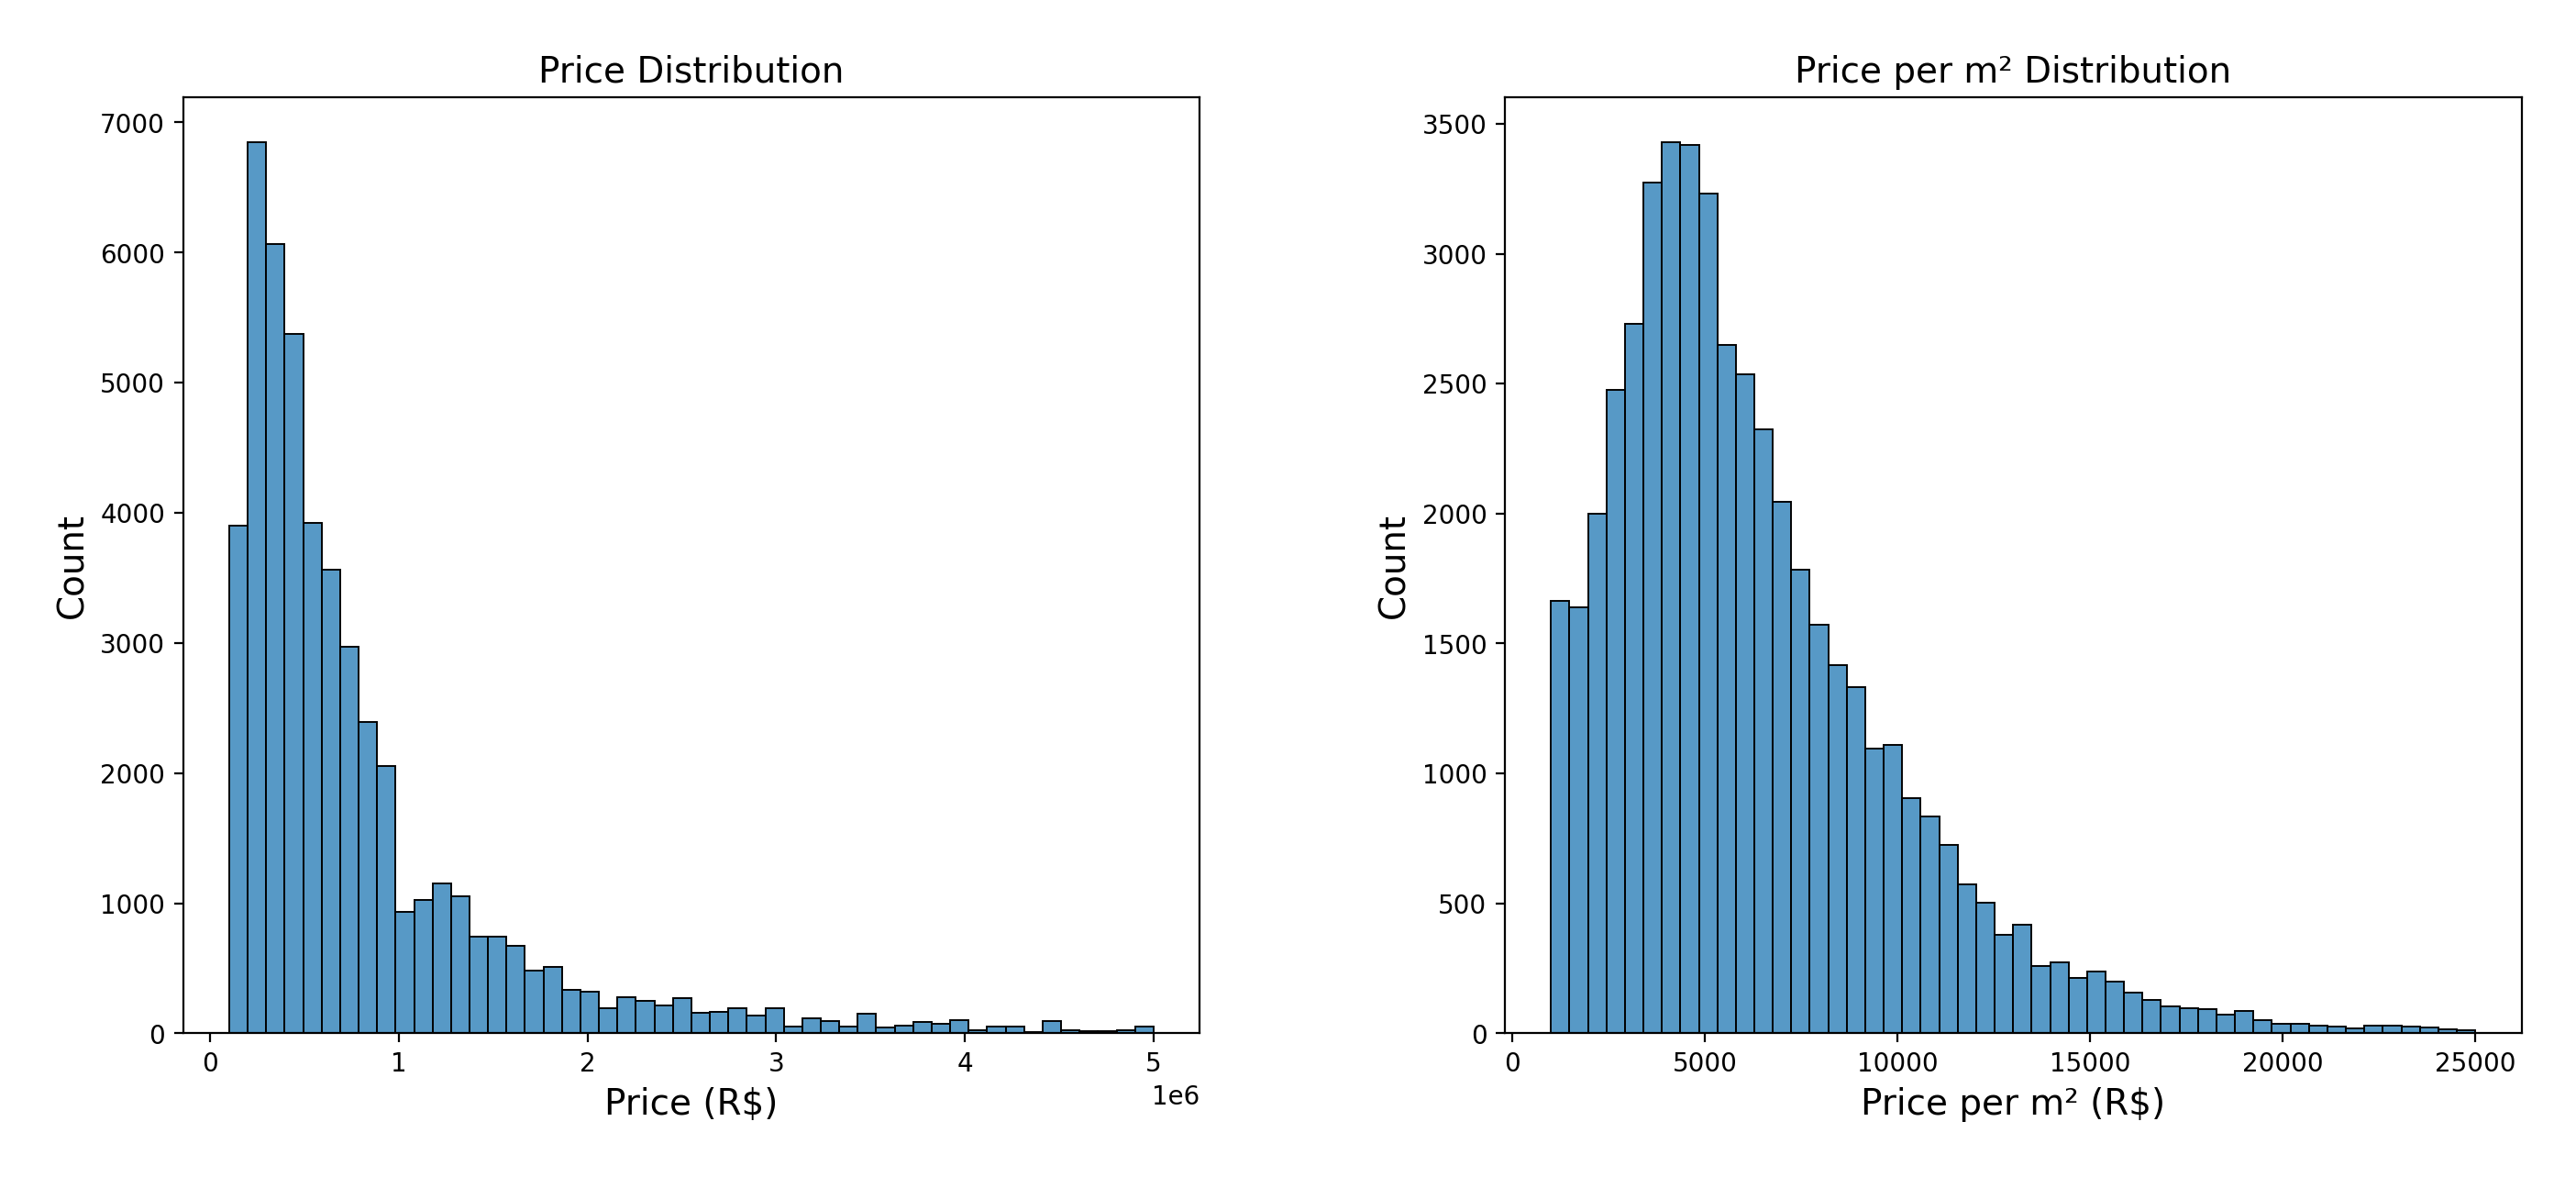 Price Distribution
7000
6000
5000
4000
3000
2000
1000
0
Count
0 1 2 3 4 5
1e6
Price (R$)
Price per m² Distribution
3500
3000
2500
2000
1500
1000
500
0
Count
0 5000 10000 15000 20000 25000
Price per m² (R$)